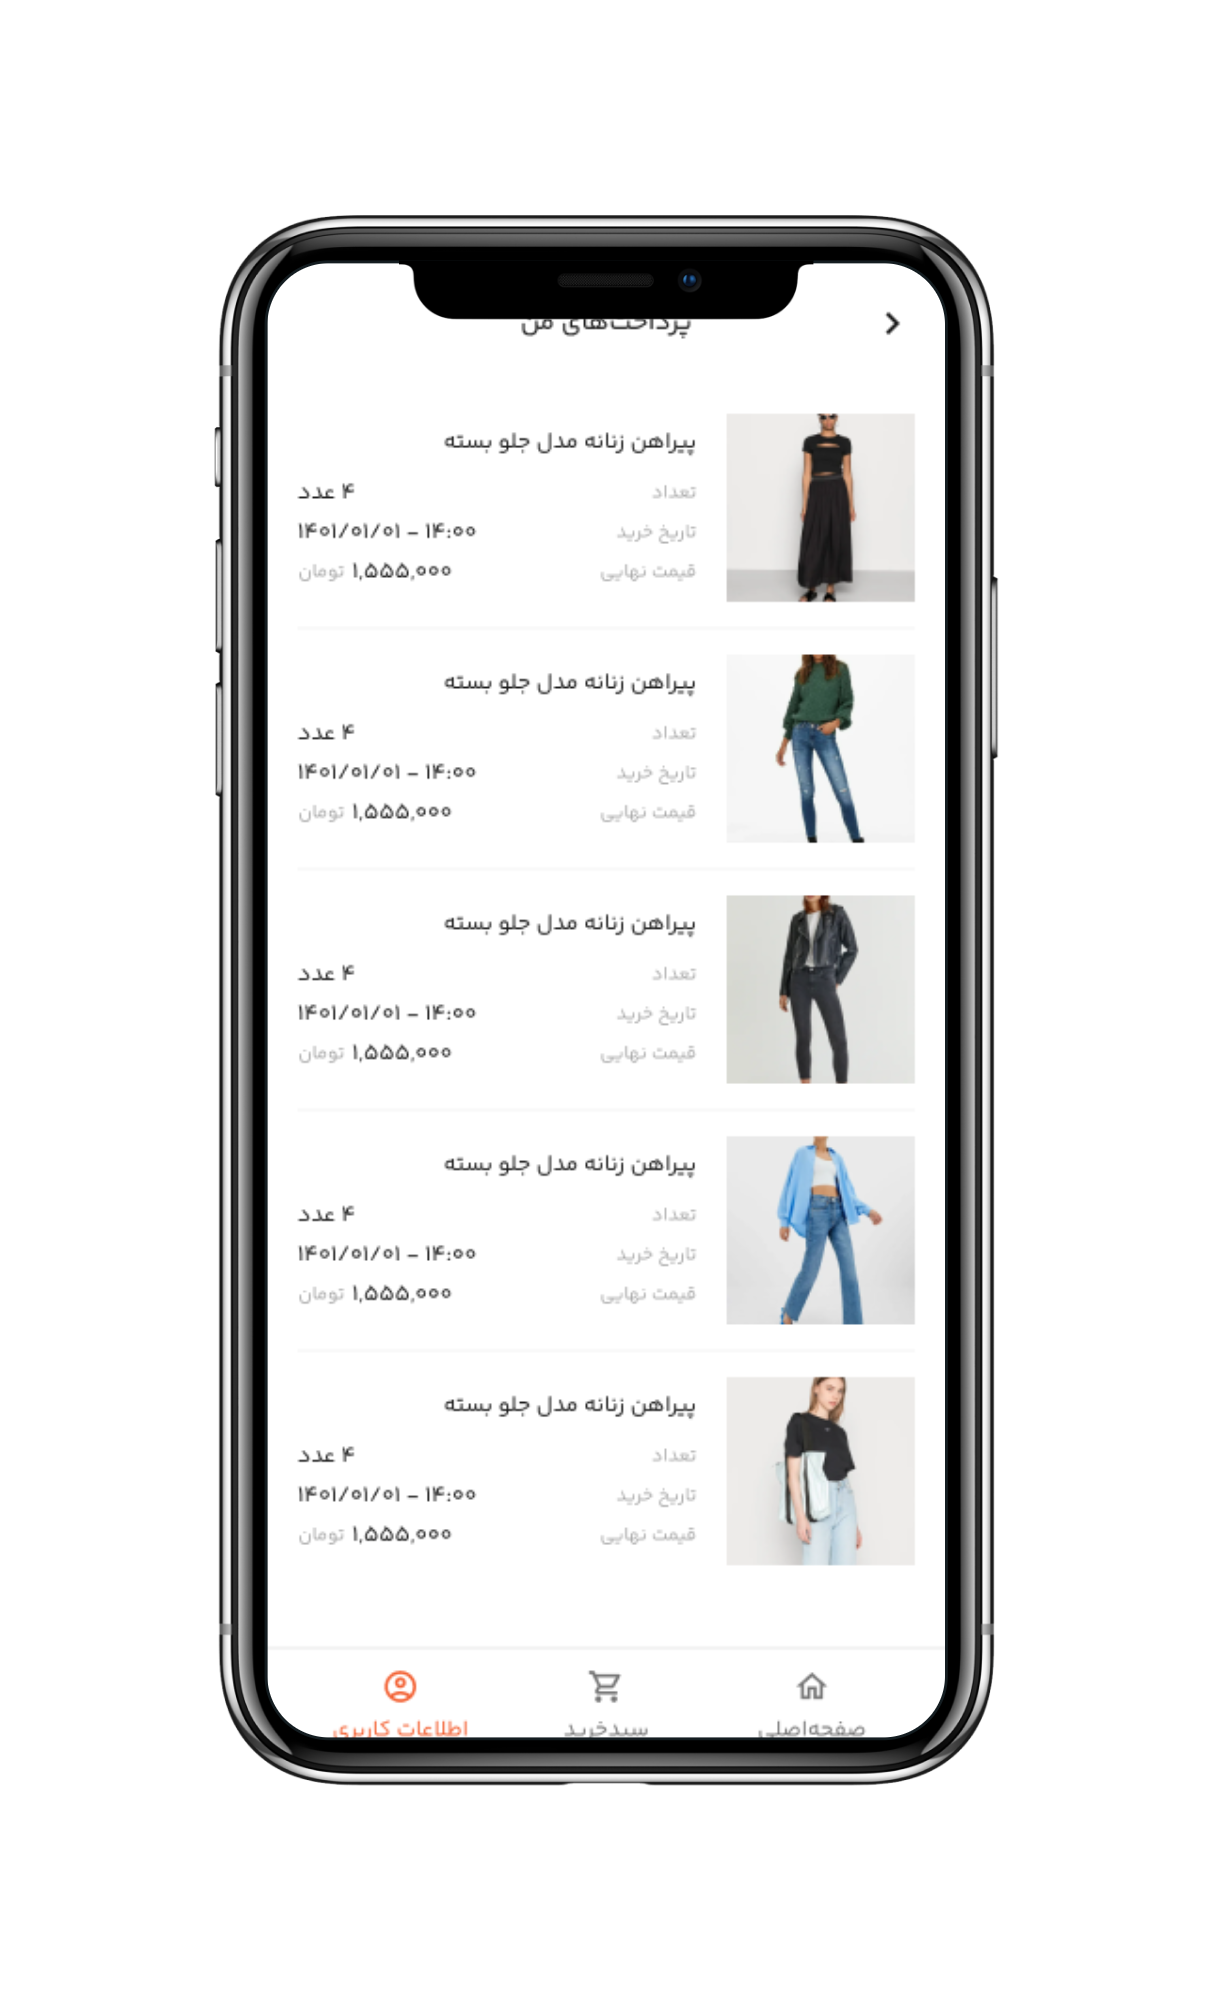 پرداخت‌های من
پیراهن زنانه مدل جلو بسته
تعداد ۴ عدد
تاریخ خرید ۱۴۰۱/۰۱/۰۱ - ۱۴:۰۰
قیمت نهایی ۱,۵۵۵,۰۰۰ تومان
پیراهن زنانه مدل جلو بسته
تعداد ۴ عدد
تاریخ خرید ۱۴۰۱/۰۱/۰۱ - ۱۴:۰۰
قیمت نهایی ۱,۵۵۵,۰۰۰ تومان
پیراهن زنانه مدل جلو بسته
تعداد ۴ عدد
تاریخ خرید ۱۴۰۱/۰۱/۰۱ - ۱۴:۰۰
قیمت نهایی ۱,۵۵۵,۰۰۰ تومان
پیراهن زنانه مدل جلو بسته
تعداد ۴ عدد
تاریخ خرید ۱۴۰۱/۰۱/۰۱ - ۱۴:۰۰
قیمت نهایی ۱,۵۵۵,۰۰۰ تومان
پیراهن زنانه مدل جلو بسته
تعداد ۴ عدد
تاریخ خرید ۱۴۰۱/۰۱/۰۱ - ۱۴:۰۰
قیمت نهایی ۱,۵۵۵,۰۰۰ تومان
صفحه‌اصلی سبدخرید اطلاعات کاربری